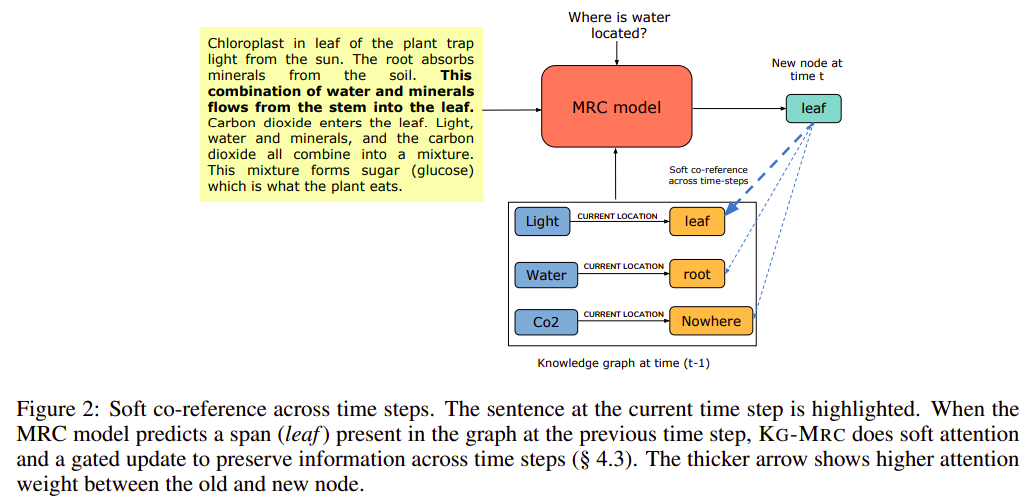 Where is water
located?
Chloroplast in leaf of the plant trap
light from the sun. The root absorbs
minerals from the soil. This
combination of water and minerals
flows from the stem into the leaf.
Carbon dioxide enters the leaf. Light,
water and minerals, and the carbon
dioxide all combine into a mixture.
This mixture forms sugar (glucose)
which is what the plant eats.
MRC model
New node at
time t
leaf
Soft co-reference
across time-steps
Light
CURRENT LOCATION
leaf
Water
CURRENT LOCATION
root
Co2
CURRENT LOCATION
Nowhere
Knowledge graph at time (t-1)
Figure 2: Soft co-reference across time steps. The sentence at the current time step is highlighted. When the
MRC model predicts a span (leaf) present in the graph at the previous time step, KG-MRC does soft attention
and a gated update to preserve information across time steps (§ 4.3). The thicker arrow shows higher attention
weight between the old and new node.